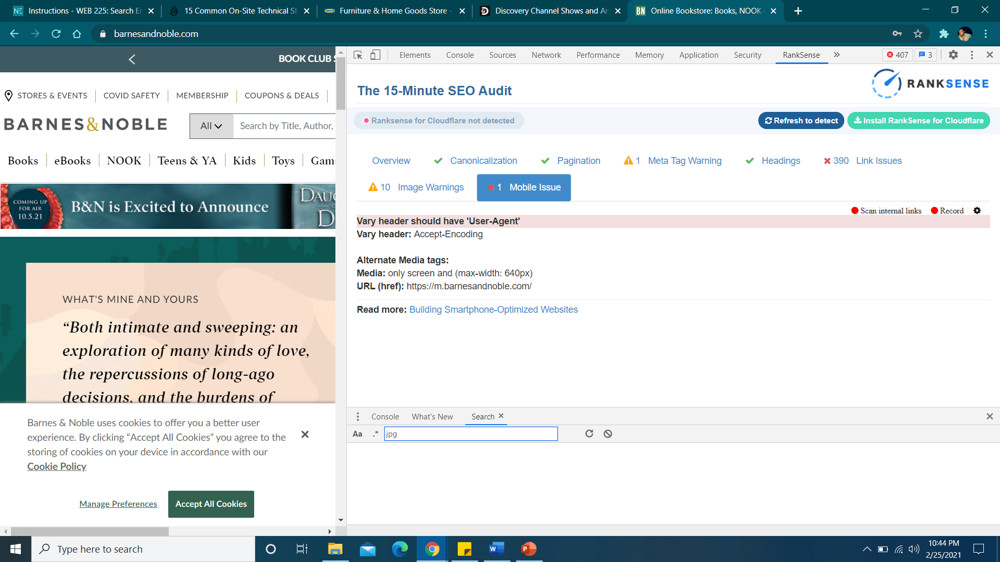 Instructions - WEB 225: Search En
15 Common On-Site Technical SE
Furniture & Home Goods Store -
Discovery Channel Shows and An
Online Bookstore: Books, NOOK
barnesandnoble.com
BOOK CLUB S
STORES & EVENTS
COVID SAFETY
MEMBERSHIP
COUPONS & DEALS
BARNES&NOBLE
All
Search by Title, Author,
Books
eBooks
NOOK
Teens & YA
Kids
Toys
Gam
COMING UP
FOR AIR
10.5.21
B&N is Excited to Announce
DAUG
D
WHAT'S MINE AND YOURS
“Both intimate and sweeping: an
exploration of many kinds of love,
the repercussions of long-ago
decisions, and the burdens of
Barnes & Noble uses cookies to offer you a better user
experience. By clicking “Accept All Cookies” you agree to the
storing of cookies on your device in accordance with our
Cookie Policy
Manage Preferences
Accept All Cookies
Elements
Console
Sources
Network
Performance
Memory
Application
Security
RankSense
407
3
The 15-Minute SEO Audit
RANKSENSE
Ranksense for Cloudflare not detected
Refresh to detect
Install RankSense for Cloudflare
Overview
Canonicalization
Pagination
1 Meta Tag Warning
Headings
390 Link Issues
10 Image Warnings
1 Mobile Issue
Scan internal links
Record
Vary header should have 'User-Agent'
Vary header: Accept-Encoding
Alternate Media tags:
Media: only screen and (max-width: 640px)
URL (href): https://m.barnesandnoble.com/
Read more: Building Smartphone-Optimized Websites
Console
What's New
Search
Aa
.*
jpg
Type here to search
10:44 PM
2/25/2021